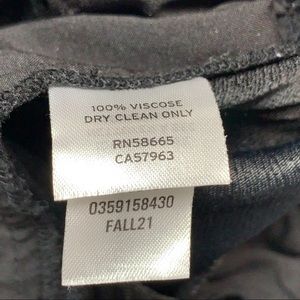 100% VISCOSE
DRY CLEAN ONLY
RN58665
CA57963
0359158430
FALL21